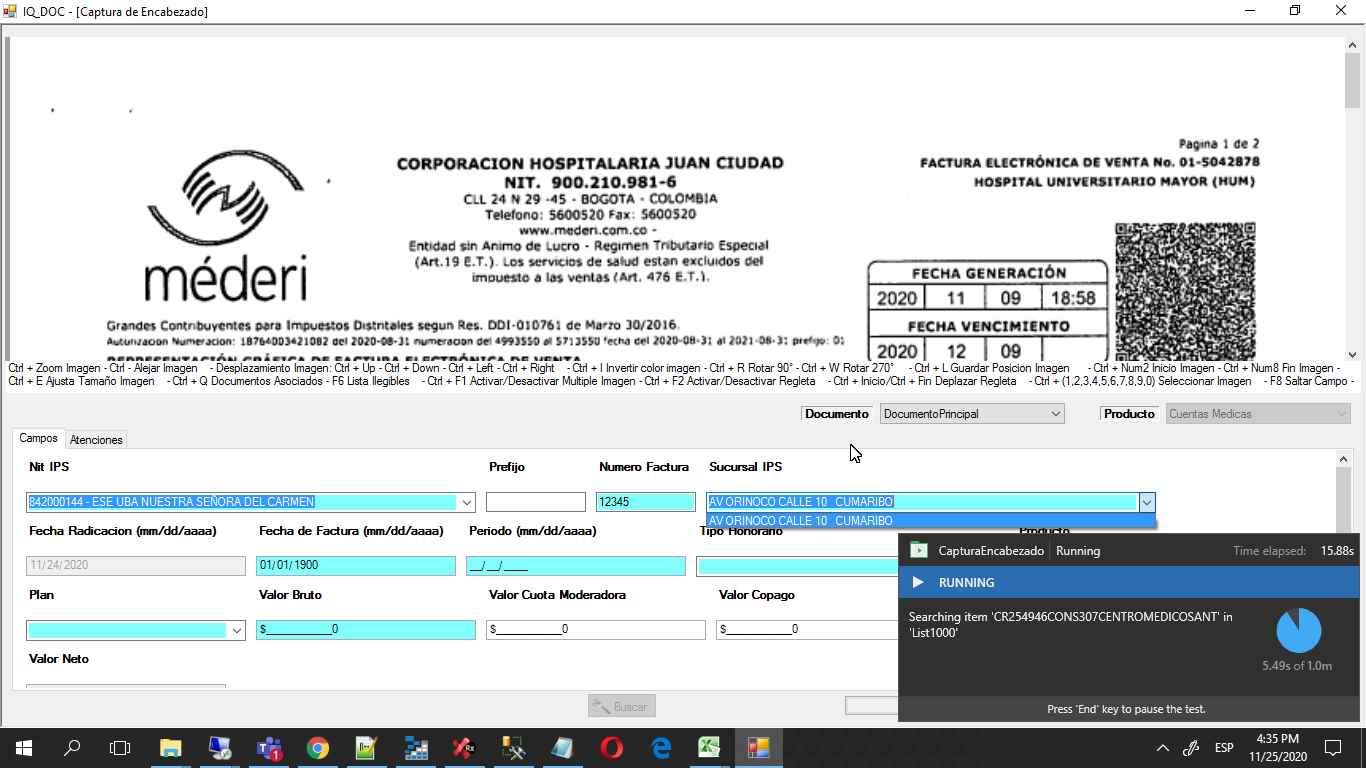 IQ_DOC - [Captura de Encabezado]
Pagina 1 de 2
CORPORACION HOSPITALARIA JUAN CIUDAD
FACTURA ELECTRÓNICA DE VENTA No. 01-5042878
NIT. 900.210.981-6
HOSPITAL UNIVERSITARIO MAYOR (HUM)
CLL 24 N 29 -45 - BOGOTA - COLOMBIA
Telefono: 5600520 Fax: 5600520
www.mederi.com.co -
Entidad sin Animo de Lucro - Regimen Tributario Especial
(Art.19 E.T.). Los servicios de salud estan excluidos del
impuesto a las ventas (Art. 476 E.T.).
méderi
FECHA GENERACIÓN
2020 11 09 18:58
FECHA VENCIMIENTO
2020 12 09
Grandes Contribuyentes para Impuestos Distritales segun Res. DDI-010761 de Marzo 30/2016.
Autorizacion Numeracion: 18764003421082 del 2020-08-31 numeracion del 4993550 al 5713550 fecha del 2020-08-31 al 2021-08-31 prefijo: 01
REPRESENTACIÓN GRÁFICA DE FACTURA ELECTRÓNICA DE VENTA
Ctrl + Zoom Imagen - Ctrl - Alejar Imagen - Desplazamiento Imagen: Ctrl + Up - Ctrl + Down - Ctrl + Left - Ctrl + Right - Ctrl + I Invertir color imagen - Ctrl + R Rotar 90° - Ctrl + W Rotar 270° - Ctrl + L Guardar Posicion Imagen - Ctrl + Num2 Inicio Imagen - Ctrl + Num8 Fin Imagen -
Ctrl + E Ajusta Tamaño Imagen - Ctrl + Q Documentos Asociados - F6 Lista Ilegibles - Ctrl + F1 Activar/Desactivar Multiple Imagen - Ctrl + F2 Activar/Desactivar Regleta - Ctrl + Inicio/Ctrl + Fin Deplazar Regleta - Ctrl + (1,2,3,4,5,6,7,8,9,0) Seleccionar Imagen - F8 Saltar Campo -
Documento DocumentoPrincipal Producto Cuentas Medicas
Campos Atenciones
Nit IPS Prefijo Numero Factura Sucursal IPS
842000144 - ESE UBA NUESTRA SEÑORA DEL CARMEN 12345 AV ORINOCO CALLE 10 CUMARIBO
AV ORINOCO CALLE 10 CUMARIBO
Fecha Radicacion (mm/dd/aaaa) Fecha de Factura (mm/dd/aaaa) Periodo (mm/dd/aaaa) Tipo Honorario Producto
11/24/2020 01/01/1900 __/__/____
Plan Valor Bruto Valor Cuota Moderadora Valor Copago
$___________0 $___________0 $___________0
Valor Neto
Buscar
CapturaEncabezado Running Time elapsed: 15.88s
RUNNING
Searching item 'CR254946CONS307CENTROMEDICOSANT' in
'List1000'
5.49s of 1.0m
Press 'End' key to pause the test.
1
Rx
ESP
4:35 PM
11/25/2020